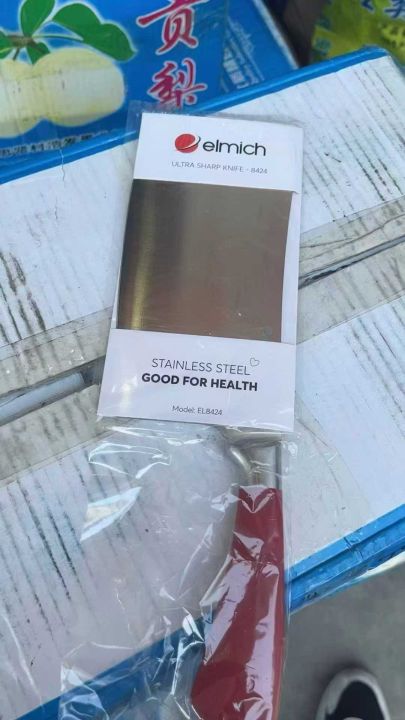 贡梨
elmich
ULTRA SHARP KNIFE - 8424
STAINLESS STEEL
GOOD FOR HEALTH
Model: EL8424